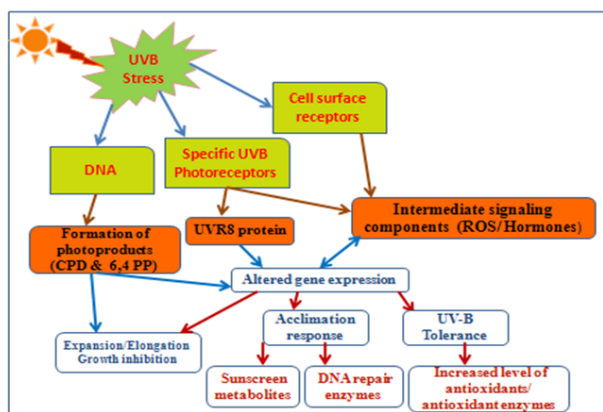 UVB
Stress
Cell surface
receptors
DNA
Specific UVB
Photoreceptors
Formation of
photoproducts
(CPD & 6,4 PP)
UVR8 protein
Intermediate signaling
components (ROS/Hormones)
Altered gene expression
Expansion/Elongation
Growth inhibition
Acclimation
response
UV-B
Tolerance
Sunscreen
metabolites
DNA repair
enzymes
Increased level of
antioxidants/
antioxidant enzymes